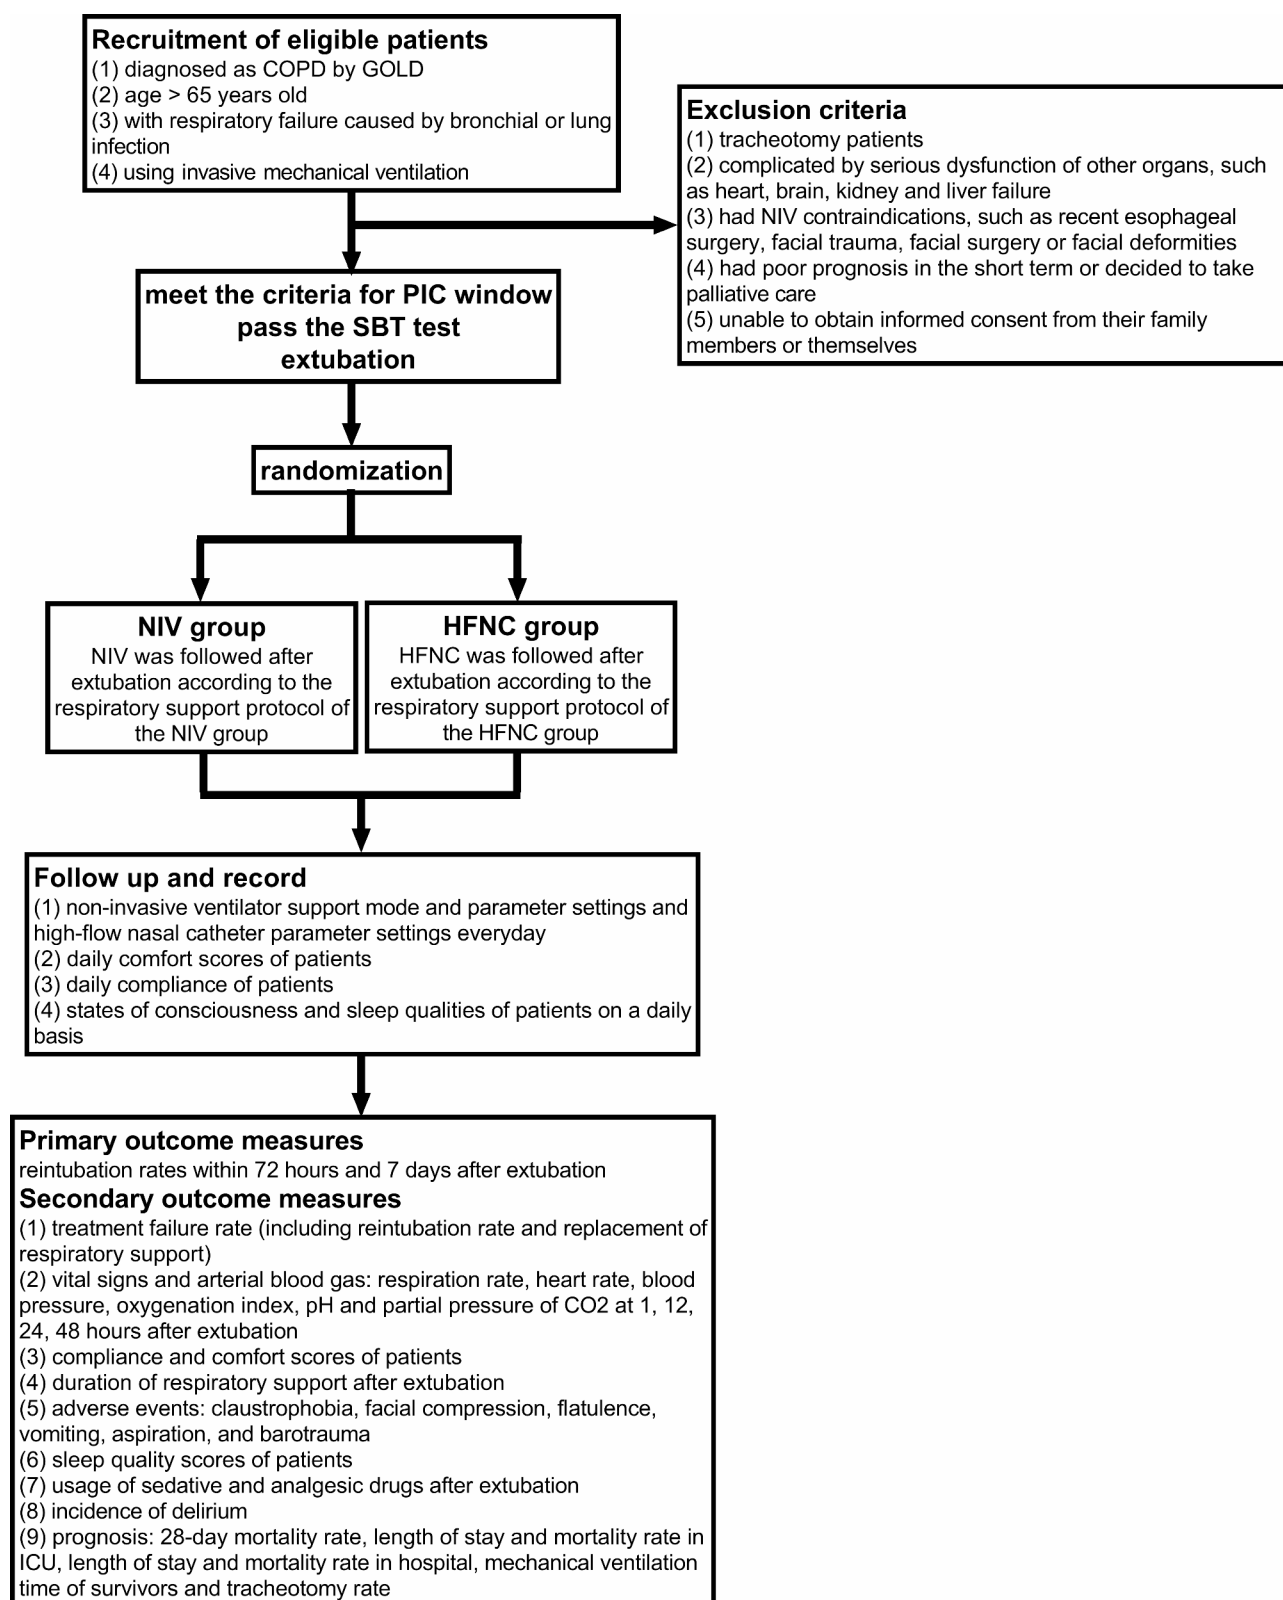 Recruitment of eligible patients
(1) diagnosed as COPD by GOLD
(2) age > 65 years old
(3) with respiratory failure caused by bronchial or lung
infection
(4) using invasive mechanical ventilation
Exclusion criteria
(1) tracheotomy patients
(2) complicated by serious dysfunction of other organs, such
as heart, brain, kidney and liver failure
(3) had NIV contraindications, such as recent esophageal
surgery, facial trauma, facial surgery or facial deformities
(4) had poor prognosis in the short term or decided to take
palliative care
(5) unable to obtain informed consent from their family
members or themselves
meet the criteria for PIC window
pass the SBT test
extubation
randomization
NIV group
NIV was followed after
extubation according to the
respiratory support protocol of
the NIV group
HFNC group
HFNC was followed after
extubation according to the
respiratory support protocol of
the HFNC group
Follow up and record
(1) non-invasive ventilator support mode and parameter settings and
high-flow nasal catheter parameter settings everyday
(2) daily comfort scores of patients
(3) daily compliance of patients
(4) states of consciousness and sleep qualities of patients on a daily
basis
Primary outcome measures
reintubation rates within 72 hours and 7 days after extubation
Secondary outcome measures
(1) treatment failure rate (including reintubation rate and replacement of
respiratory support)
(2) vital signs and arterial blood gas: respiration rate, heart rate, blood
pressure, oxygenation index, pH and partial pressure of CO2 at 1, 12,
24, 48 hours after extubation
(3) compliance and comfort scores of patients
(4) duration of respiratory support after extubation
(5) adverse events: claustrophobia, facial compression, flatulence,
vomiting, aspiration, and barotrauma
(6) sleep quality scores of patients
(7) usage of sedative and analgesic drugs after extubation
(8) incidence of delirium
(9) prognosis: 28-day mortality rate, length of stay and mortality rate in
ICU, length of stay and mortality rate in hospital, mechanical ventilation
time of survivors and tracheotomy rate